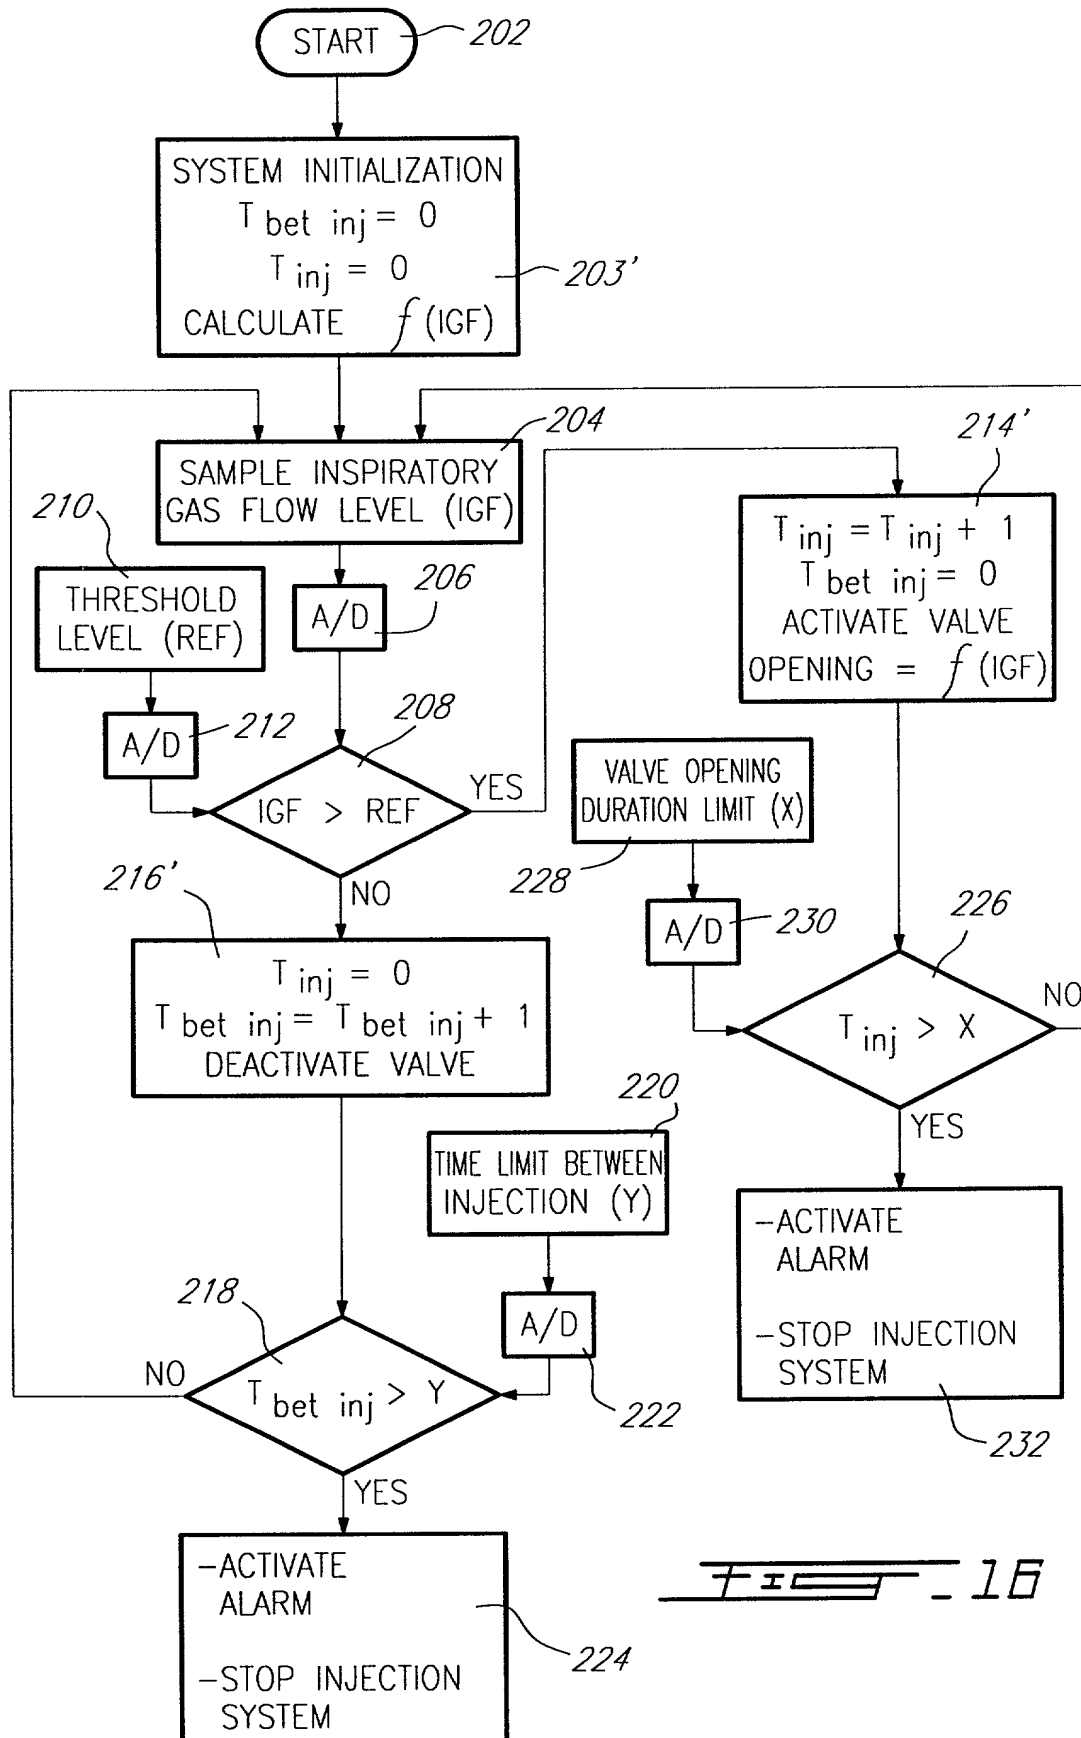 START
202
SYSTEM INITIALIZATION
T bet inj = 0
T inj = 0
CALCULATE f (IGF)
203'
204
SAMPLE INSPIRATORY
GAS FLOW LEVEL (IGF)
214'
T inj = T inj + 1
T bet inj = 0
ACTIVATE VALVE
OPENING = f (IGF)
210
THRESHOLD
LEVEL (REF)
206
A/D
212
A/D
208
IGF > REF
YES
NO
VALVE OPENING
DURATION LIMIT (X)
228
A/D
230
226
T inj > X
NO
YES
216'
T inj = 0
T bet inj = T bet inj + 1
DEACTIVATE VALVE
220
TIME LIMIT BETWEEN
INJECTION (Y)
A/D
222
218
NO
T bet inj > Y
YES
-ACTIVATE
ALARM
-STOP INJECTION
SYSTEM
232
-ACTIVATE
ALARM
-STOP INJECTION
SYSTEM
224
FIG-16